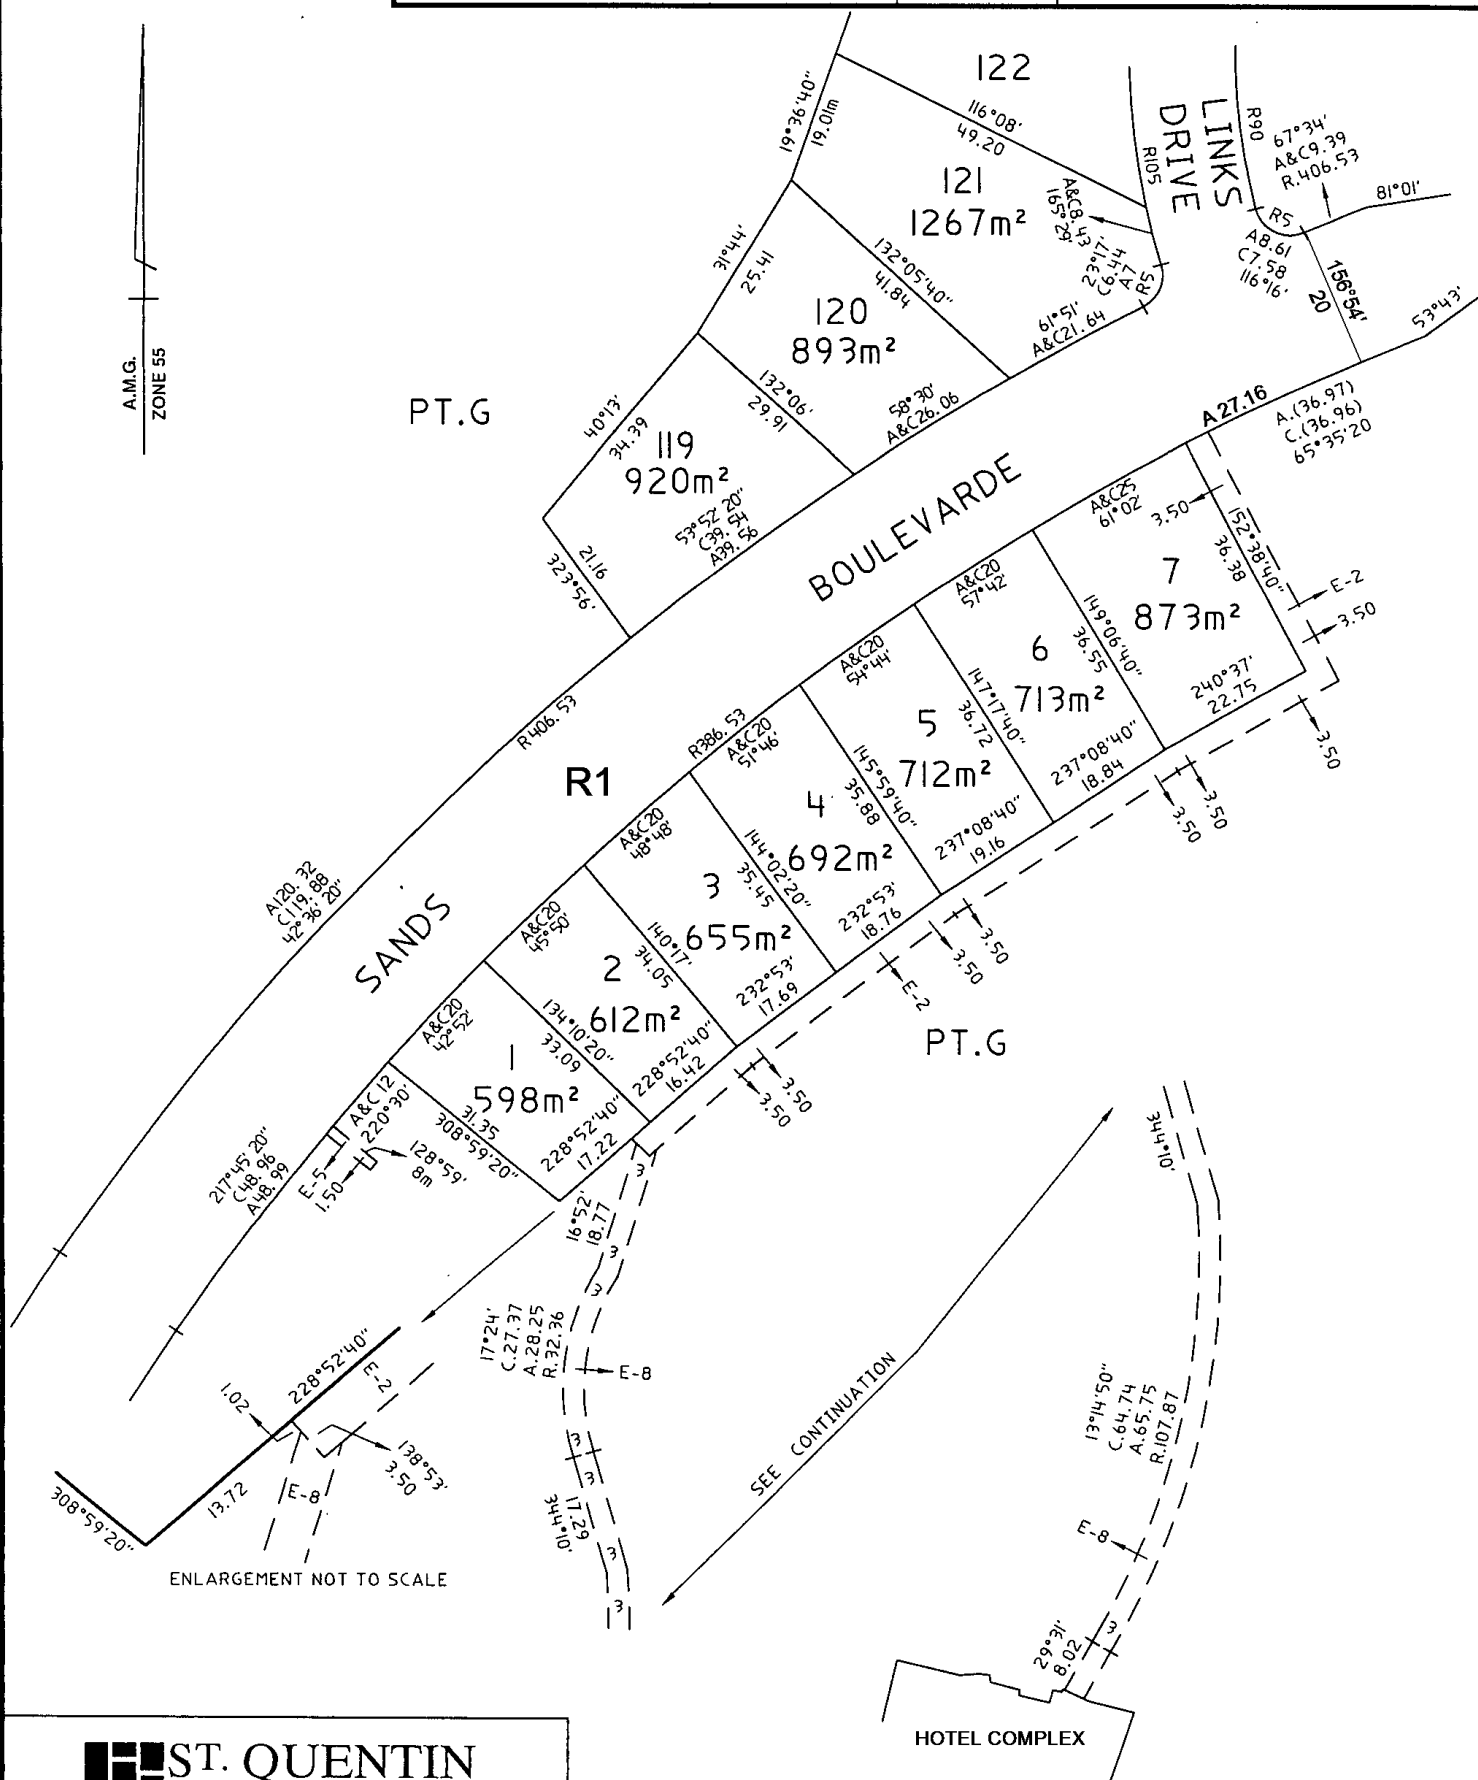 122
116°08'
49.20
19°36'40"
19.01m
LINKS
DRIVE
R90
R105
67°34'
A&C9.39
R.406.53
81°01'
R5
A8.61
C7.58
116°16'
156°54'
20
53°43'
121
1267m²
A&C8.43
165°29'
23°17'
C6.44
A7
R5
132°05'40"
41.84
61°51'
A&C21.64
31°44'
25.41
120
893m²
132°06'
29.91
58°30'
A&C26.06
A.M.G.
ZONE 55
PT.G
40°13'
34.39
119
920m²
53°52'20"
C39.54
A39.56
21.16
323°56'
A 27.16
A.(36.97)
C.(36.96)
65°35'20
BOULEVARDE
A&C25
61°02'
3.50
152°38'40"
36.38
E-2
3.50
7
873m²
240°37'
22.75
3.50
A&C20
57°42'
149°06'40"
36.55
6
713m²
237°08'40"
18.84
3.50
3.50
A&C20
54°44'
147°17'40"
36.72
5
712m²
237°08'40"
19.16
R 406.53
R386.53
R1
A&C20
51°46'
145°59'40"
35.88
4
692m²
232°53'
18.76
3.50
3.50
E-2
A&C20
48°48'
144°02'20"
35.45
3
655m²
232°53'
17.69
A120.32
C119.88
42°36'20"
SANDS
A&C20
45°50'
140°17'
34.05
2
612m²
228°52'40"
16.42
3.50
3.50
PT.G
A&C20
42°52'
134°10'20"
33.09
1
598m²
228°52'40"
17.22
31.35
308°59'20"
A&C 12
220°30'
E-5
1.50
128°59'
8m
217°45'20"
C48.96
A48.99
3
16°52'
18.77
3
3
17°24'
C.27.37
A.28.25
R.32.36
E-8
3
3
17.29
344°10'
3
3
344°10'
SEE CONTINUATION
13°14'50"
C.64.74
A.65.75
R.107.87
E-8
3
29°31'
8.02
HOTEL COMPLEX
228°52'40"
E-2
1.02
138°53'
3.50
13.72
E-8
308°59'20"
ENLARGEMENT NOT TO SCALE
ST. QUENTIN